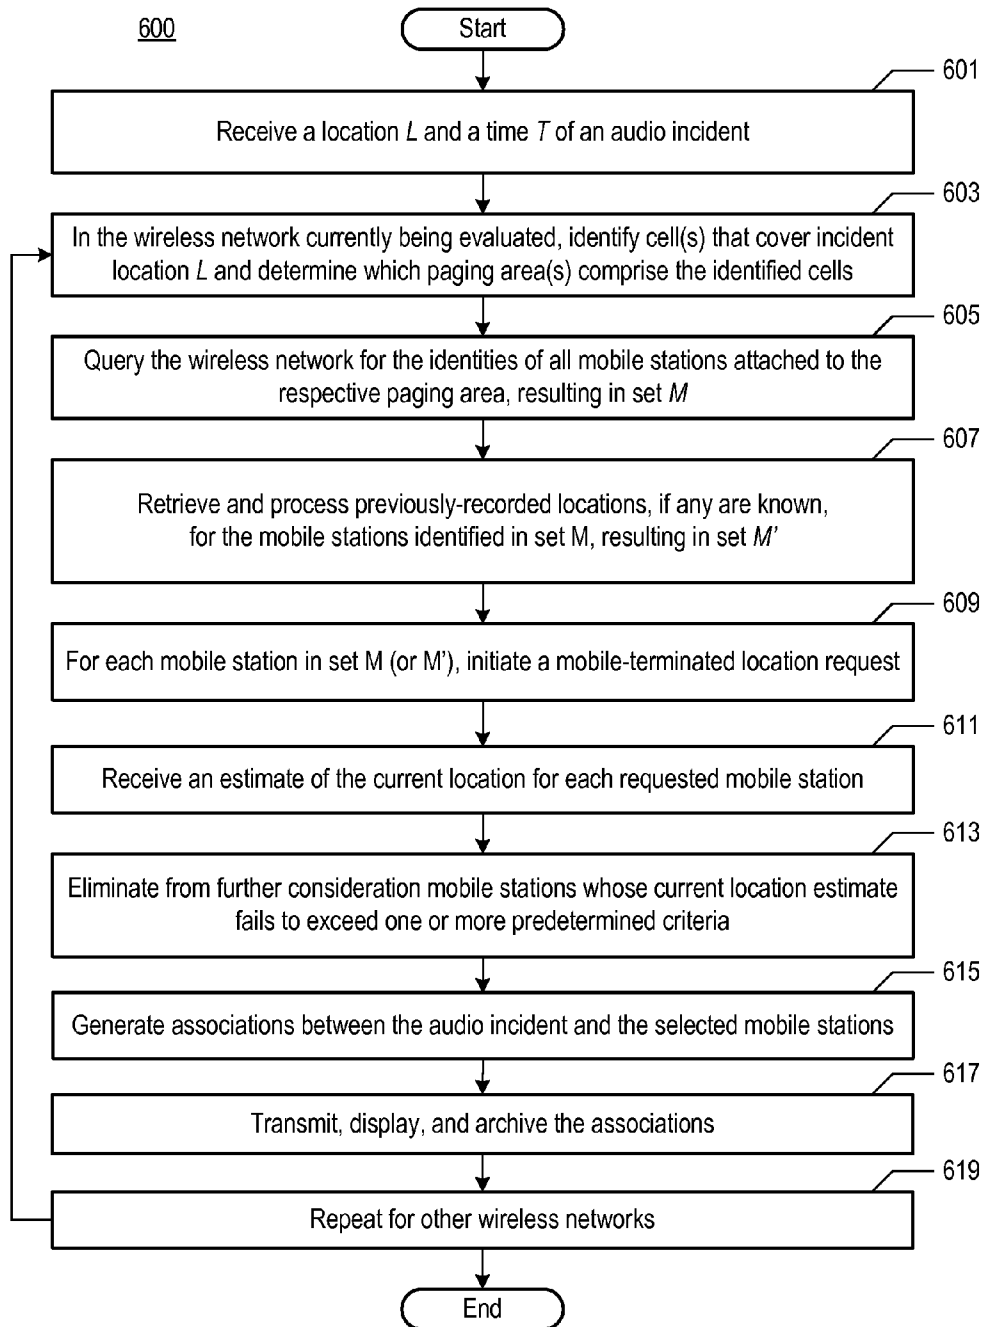 600
Start
601
Receive a location L and a time T of an audio incident
603
In the wireless network currently being evaluated, identify cell(s) that cover incident
location L and determine which paging area(s) comprise the identified cells
605
Query the wireless network for the identities of all mobile stations attached to the
respective paging area, resulting in set M
607
Retrieve and process previously-recorded locations, if any are known,
for the mobile stations identified in set M, resulting in set M'
609
For each mobile station in set M (or M'), initiate a mobile-terminated location request
611
Receive an estimate of the current location for each requested mobile station
613
Eliminate from further consideration mobile stations whose current location estimate
fails to exceed one or more predetermined criteria
615
Generate associations between the audio incident and the selected mobile stations
617
Transmit, display, and archive the associations
619
Repeat for other wireless networks
End